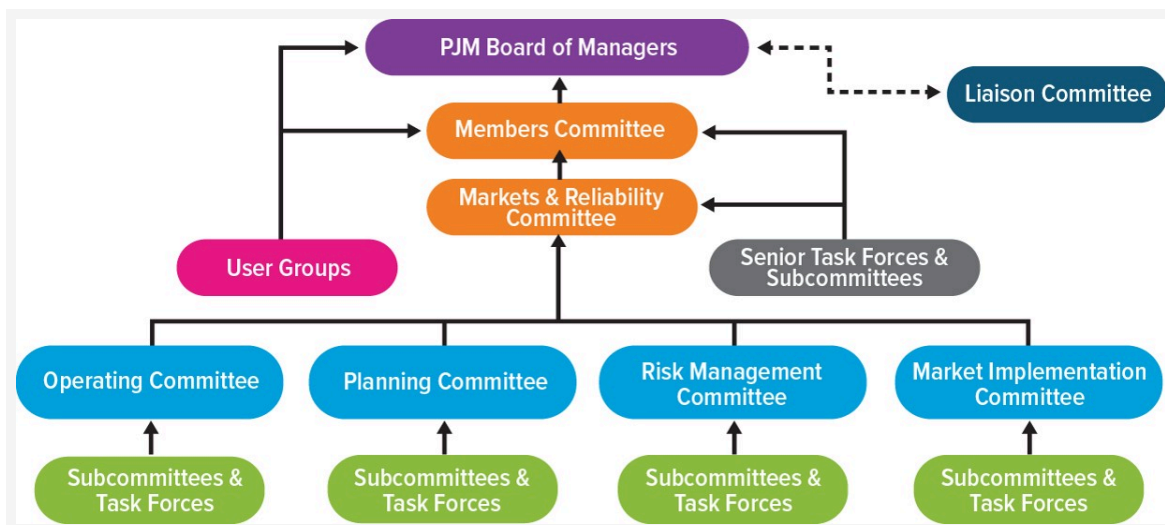 PJM Board of Managers
Liaison Committee
Members Committee
Markets & Reliability
Committee
User Groups
Senior Task Forces &
Subcommittees
Operating Committee
Planning Committee
Risk Management
Committee
Market Implementation
Committee
Subcommittees &
Task Forces
Subcommittees &
Task Forces
Subcommittees &
Task Forces
Subcommittees &
Task Forces